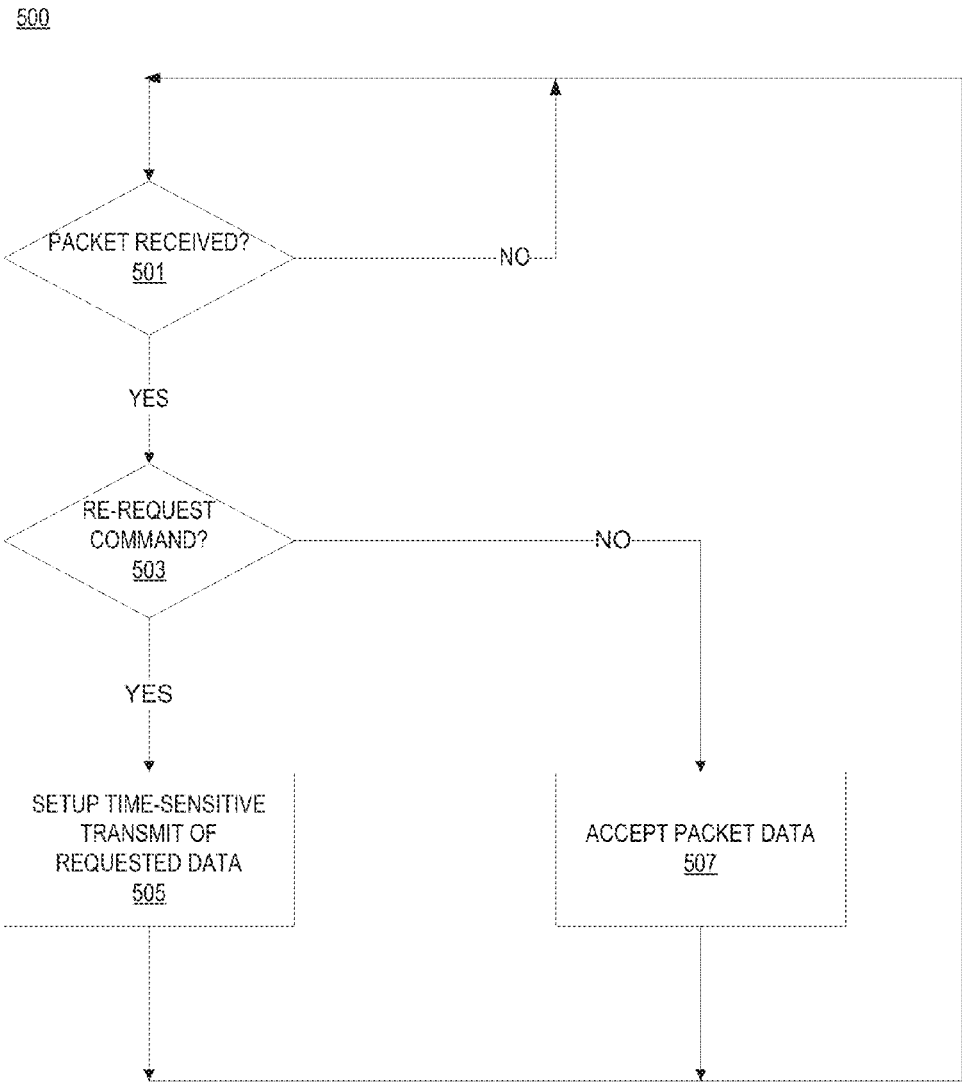 500
PACKET RECEIVED?
501
NO
YES
RE-REQUEST
COMMAND?
503
NO
YES
SETUP TIME-SENSITIVE
TRANSMIT OF
REQUESTED DATA
505
ACCEPT PACKET DATA
507